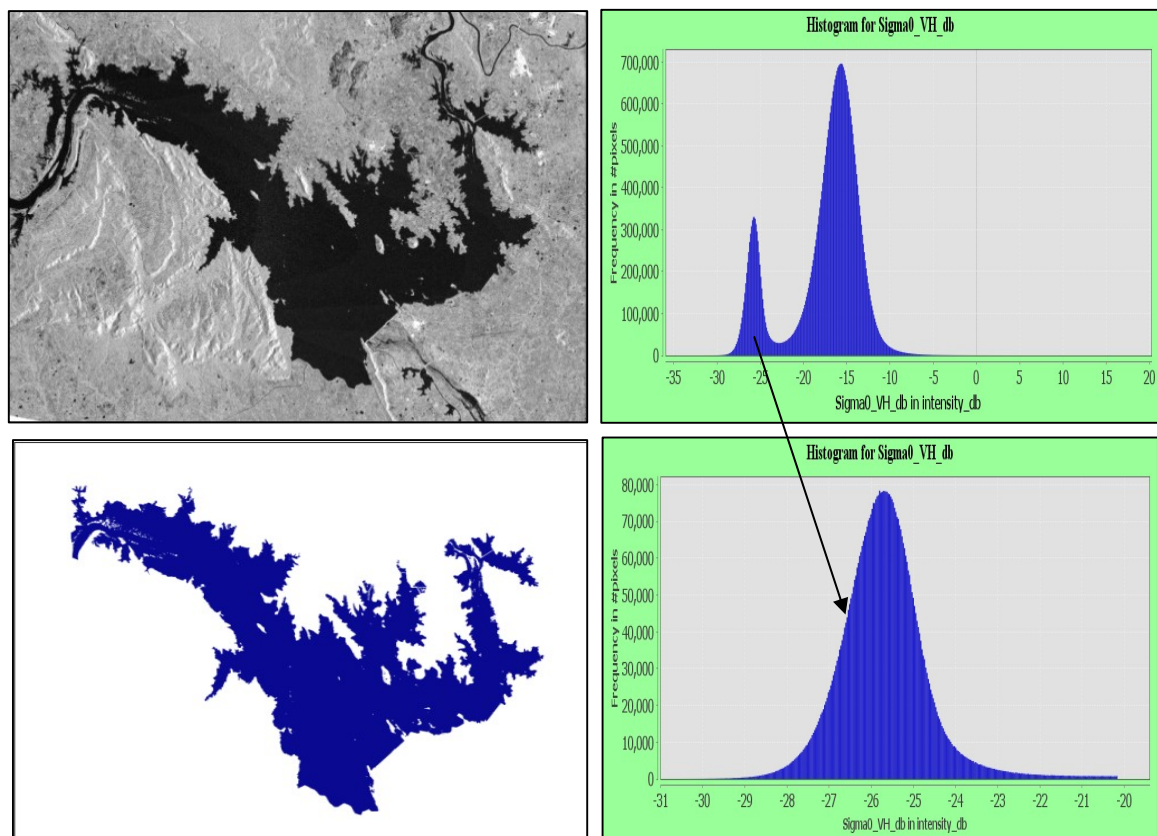 Histogram for Sigma0_VH_db
Frequency in #pixels
700,000
600,000
500,000
400,000
300,000
200,000
100,000
0
-35 -30 -25 -20 -15 -10 -5 0 5 10 15 20
Sigma0_VH_db in intensity_db
Histogram for Sigma0_VH_db
Frequency in #pixels
80,000
70,000
60,000
50,000
40,000
30,000
20,000
10,000
0
-31 -30 -29 -28 -27 -26 -25 -24 -23 -22 -21 -20
Sigma0_VH_db in intensity_db